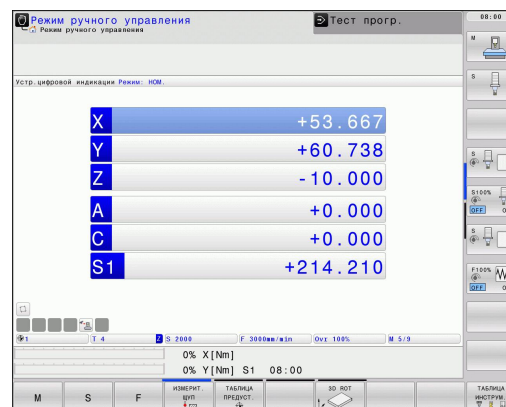 Режим ручного управления
Тест прогр.
08:00
Режим ручного управления
M
Устр.цифровой индикации Режим: НОМ.
S
X +53.667
Y +60.738
Z -10.000
A +0.000
C +0.000
S1 +214.210
S
S100%
OFF
S
F100%
OFF
1 T 4 Z S 2000 F 3000mm/min Ovr 100% M 5/9
0% X[Nm]
0% Y[Nm] S1 08:00
M
S
F
ИЗМЕРИТ. ЩУП
ТАБЛИЦА ПРЕДУСТ.
3D ROT
ТАБЛИЦА ИНСТРУМ.